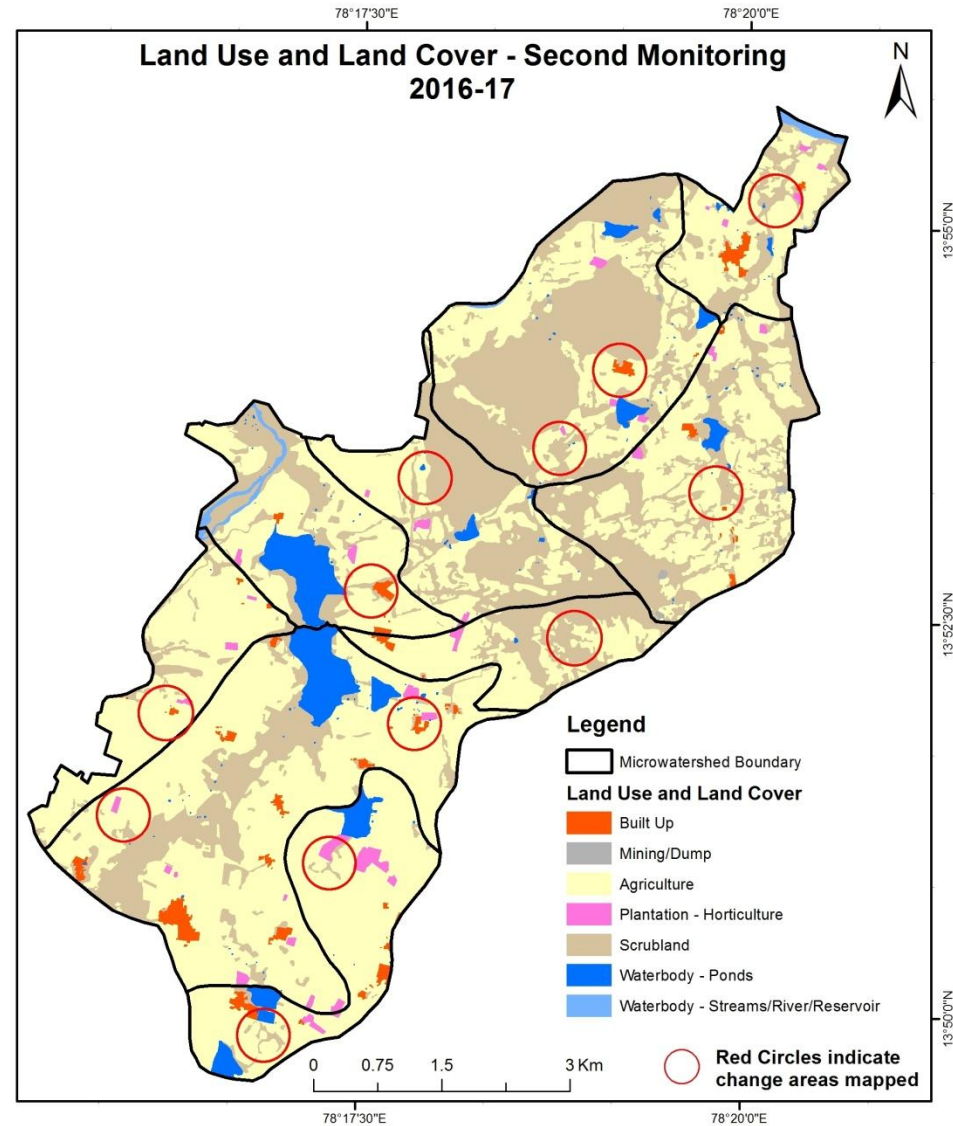 78°17'30"E
78°20'0"E
Land Use and Land Cover - Second Monitoring
2016-17
N
13°55'0"N
13°52'30"N
Legend
Microwatershed Boundary
Land Use and Land Cover
Built Up
Mining/Dump
Agriculture
Plantation - Horticulture
Scrubland
Waterbody - Ponds
Waterbody - Streams/River/Reservoir
13°50'0"N
Red Circles indicate
change areas mapped
0 0.75 1.5 3 Km
78°17'30"E
78°20'0"E